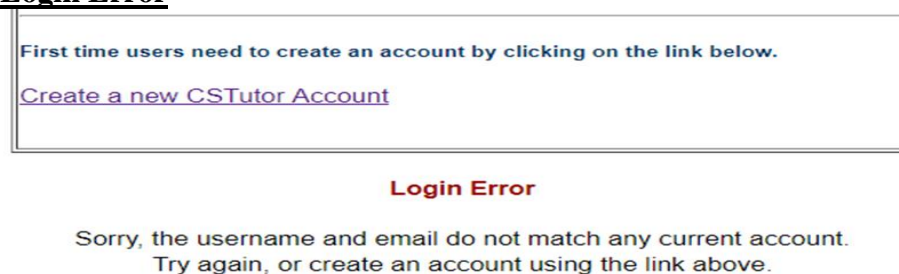 Login Error
First time users need to create an account by clicking on the link below.
Create a new CSTutor Account
Login Error
Sorry, the username and email do not match any current account.
Try again, or create an account using the link above.